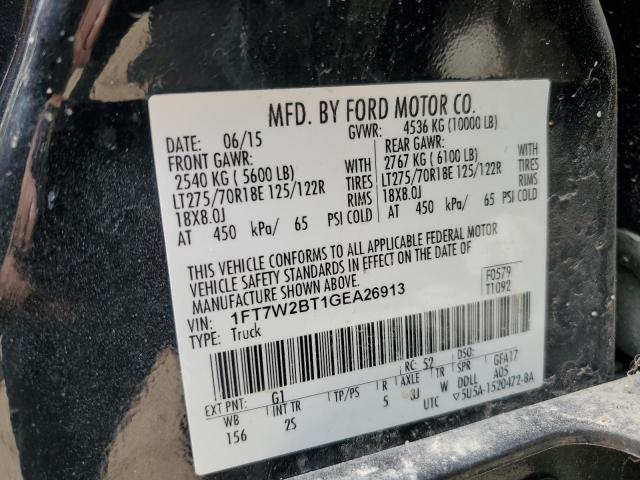 MFD. BY FORD MOTOR CO.
DATE: 06/15 GVWR: 4536 KG (10000 LB)
FRONT GAWR: REAR GAWR:
2540 KG ( 5600 LB) WITH 2767 KG ( 6100 LB) WITH
LT275/70R18E 125/122R TIRES LT275/70R18E 125/122R TIRES
18X8.0J RIMS 18X8.0J RIMS
AT 450 kPa/ 65 PSI COLD AT 450 kPa/ 65 PSI COLD
THIS VEHICLE CONFORMS TO ALL APPLICABLE FEDERAL MOTOR
VEHICLE SAFETY STANDARDS IN EFFECT ON THE DATE OF
MANUFACTURE SHOWN ABOVE.
F0579
T1092
VIN: 1FT7W2BT1GEA26913
TYPE: Truck
EXT PNT: G1 RC: 52 DSO:
WB INT TR TP/PS R AXLE TR SPR GFA17
156 2S 5 3J W DDLL A05
UTC ▽5U5A-1520472-BA